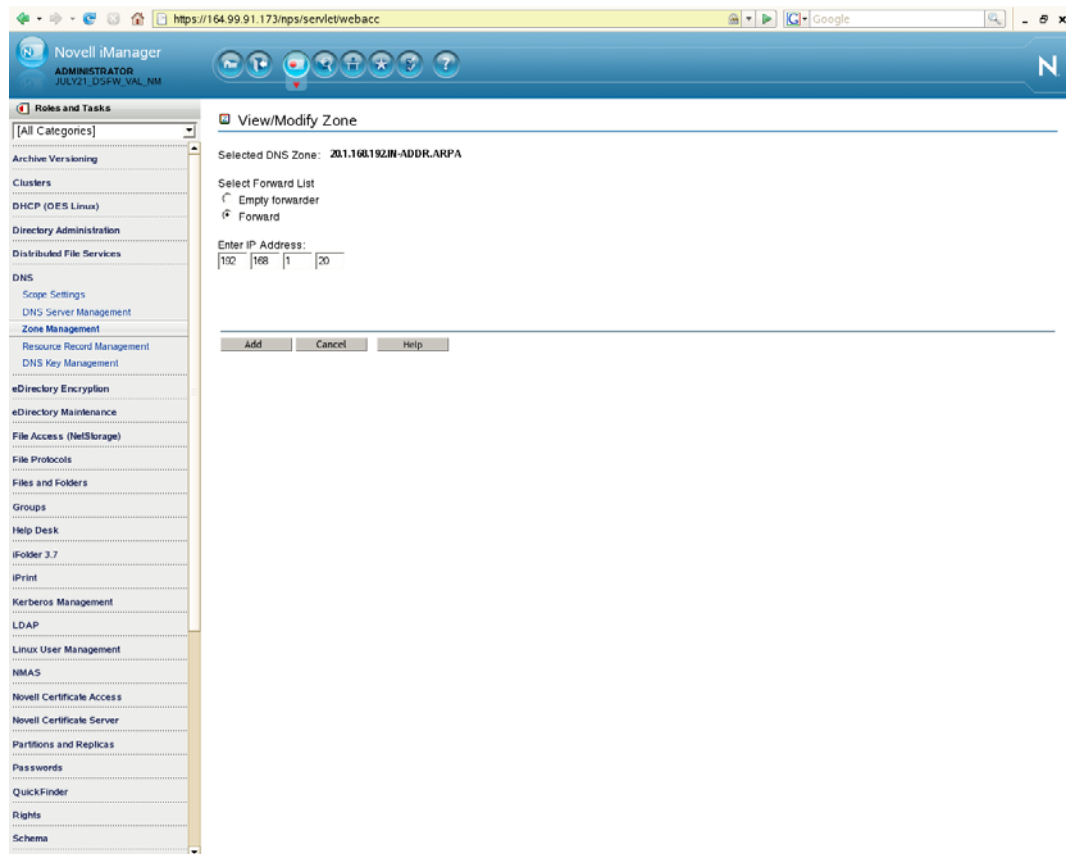 https://164.99.91.173/nps/servlet/webacc
G Google
Novell iManager
ADMINISTRATOR
JULY21_DSFW_VAL_NM
N
Roles and Tasks
[All Categories]
Archive Versioning
Clusters
DHCP (OES Linux)
Directory Administration
Distributed File Services
DNS
Scope Settings
DNS Server Management
Zone Management
Resource Record Management
DNS Key Management
eDirectory Encryption
eDirectory Maintenance
File Access (NetStorage)
File Protocols
Files and Folders
Groups
Help Desk
iFolder 3.7
iPrint
Kerberos Management
LDAP
Linux User Management
NMAS
Novell Certificate Access
Novell Certificate Server
Partitions and Replicas
Passwords
QuickFinder
Rights
Schema
View/Modify Zone
Selected DNS Zone: 20.1.168.192.IN-ADDR.ARPA
Select Forward List
Empty forwarder
Forward
Enter IP Address:
192 168 1 20
Add Cancel Help